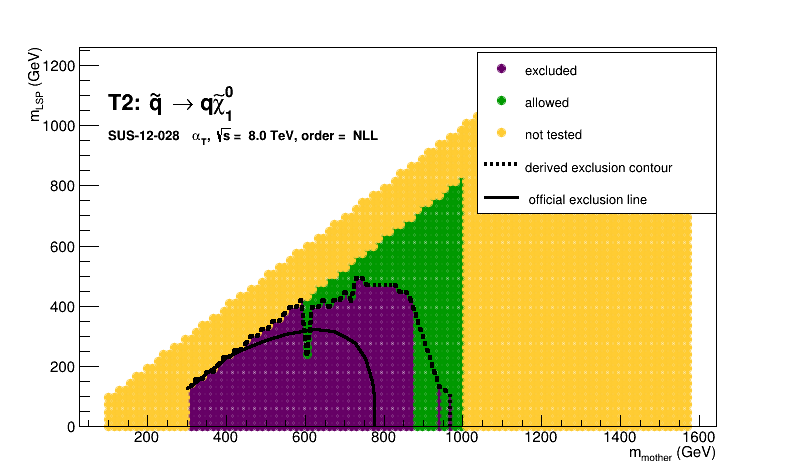 m_LSP (GeV)
1200
1000
800
600
400
200
0
T2: q̃ → qχ̃⁰₁
SUS-12-028 α_T, √s = 8.0 TeV, order = NLL
excluded
allowed
not tested
derived exclusion contour
official exclusion line
200 400 600 800 1000 1200 1400 1600
m_mother (GeV)